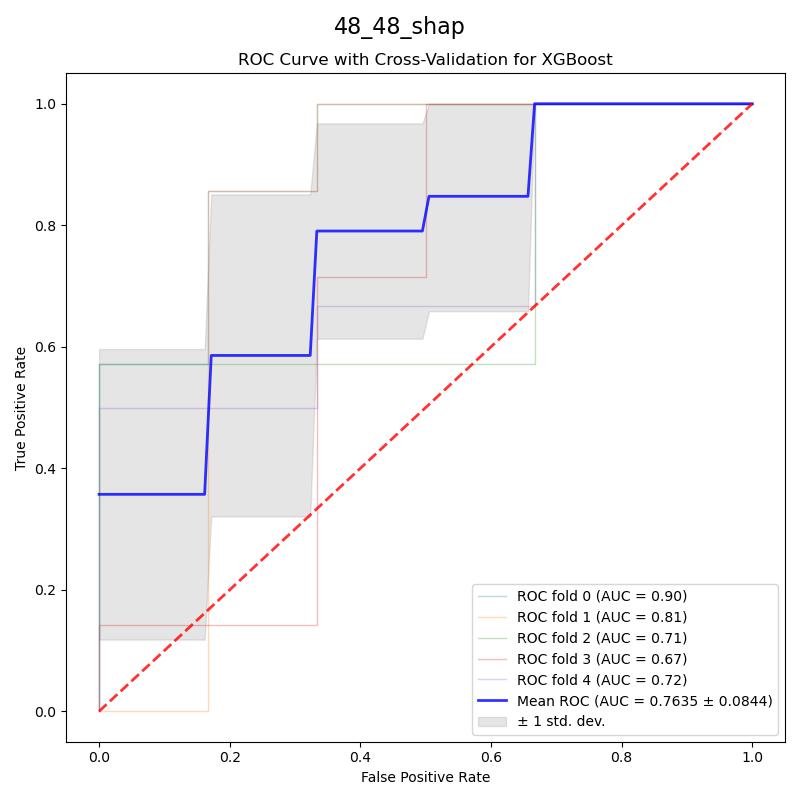 48_48_shap
ROC Curve with Cross-Validation for XGBoost
True Positive Rate
1.0
0.8
0.6
0.4
0.2
0.0
0.0 0.2 0.4 0.6 0.8 1.0
False Positive Rate
ROC fold 0 (AUC = 0.90)
ROC fold 1 (AUC = 0.81)
ROC fold 2 (AUC = 0.71)
ROC fold 3 (AUC = 0.67)
ROC fold 4 (AUC = 0.72)
Mean ROC (AUC = 0.7635 ± 0.0844)
± 1 std. dev.